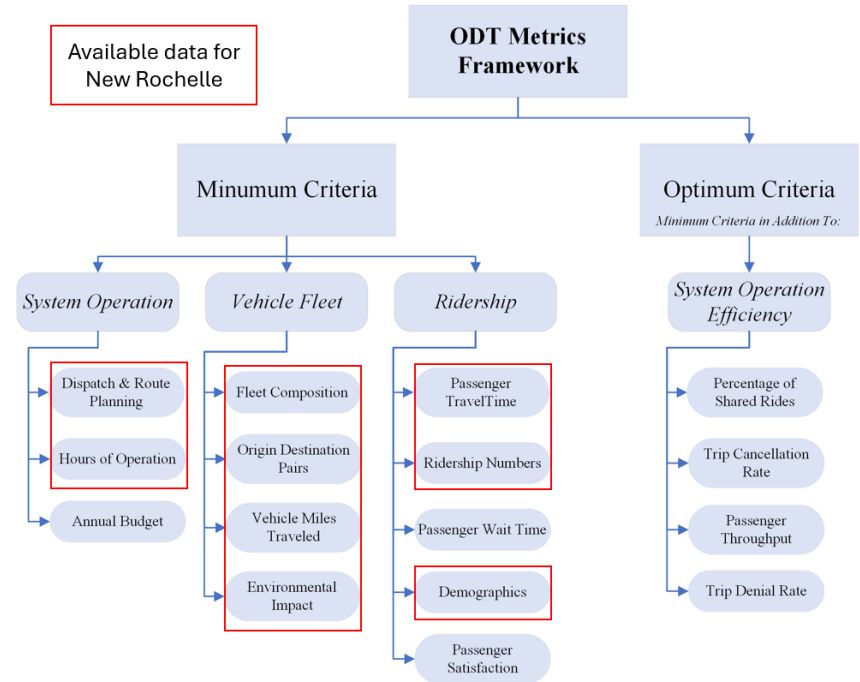 Available data for
New Rochelle
ODT Metrics
Framework
Minumum Criteria
Optimum Criteria
Minimum Criteria in Addition To:
System Operation
Vehicle Fleet
Ridership
System Operation
Efficiency
Dispatch & Route
Planning
Hours of Operation
Annual Budget
Fleet Composition
Origin Destination
Pairs
Vehicle Miles
Traveled
Environmental
Impact
Passenger
TravelTime
Ridership Numbers
Passenger Wait Time
Demographics
Passenger
Satisfaction
Percentage of
Shared Rides
Trip Cancellation
Rate
Passenger
Throughput
Trip Denial Rate